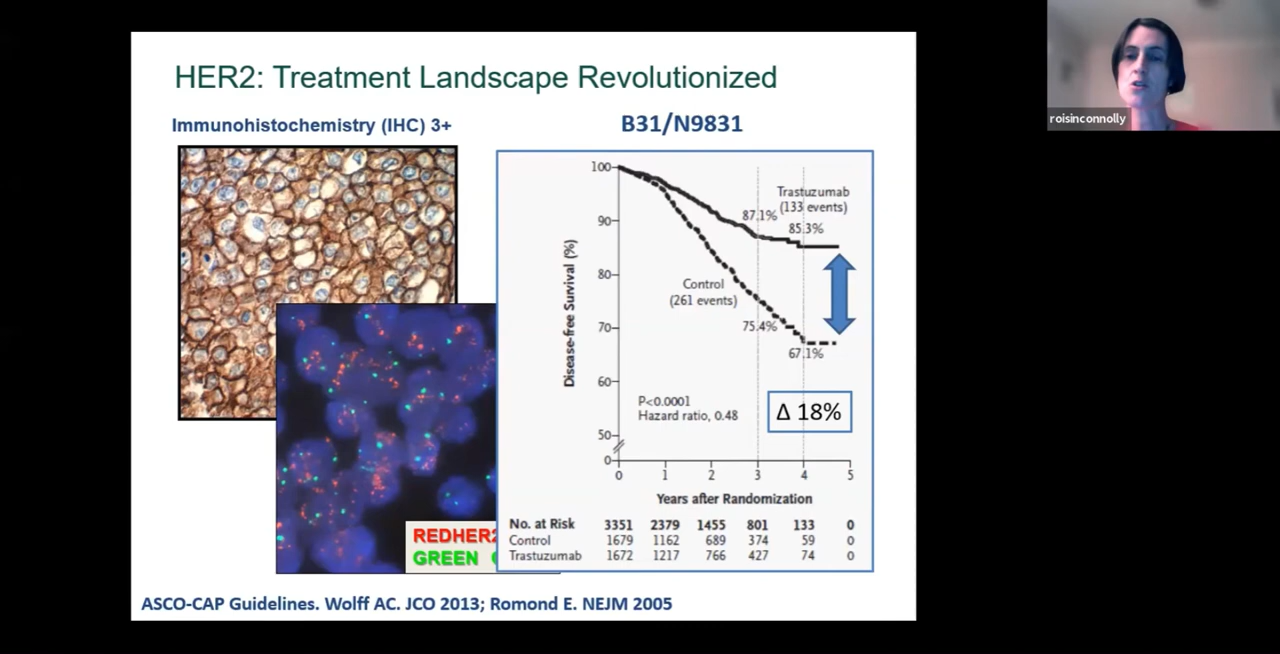 HER2: Treatment Landscape Revolutionized
Immunohistochemistry (IHC) 3+
B31/N9831
REDHER2
GREEN
Disease-free Survival (%)
100
90
80
70
60
50
0
Trastuzumab
(133 events)
87.1%
85.3%
Control
(261 events)
75.4%
67.1%
P<0.0001
Hazard ratio, 0.48
Δ 18%
0 1 2 3 4 5
Years after Randomization
No. at Risk 3351 2379 1455 801 133 0
Control 1679 1162 689 374 59 0
Trastuzumab 1672 1217 766 427 74 0
ASCO-CAP Guidelines. Wolff AC. JCO 2013; Romond E. NEJM 2005
roisinconnolly